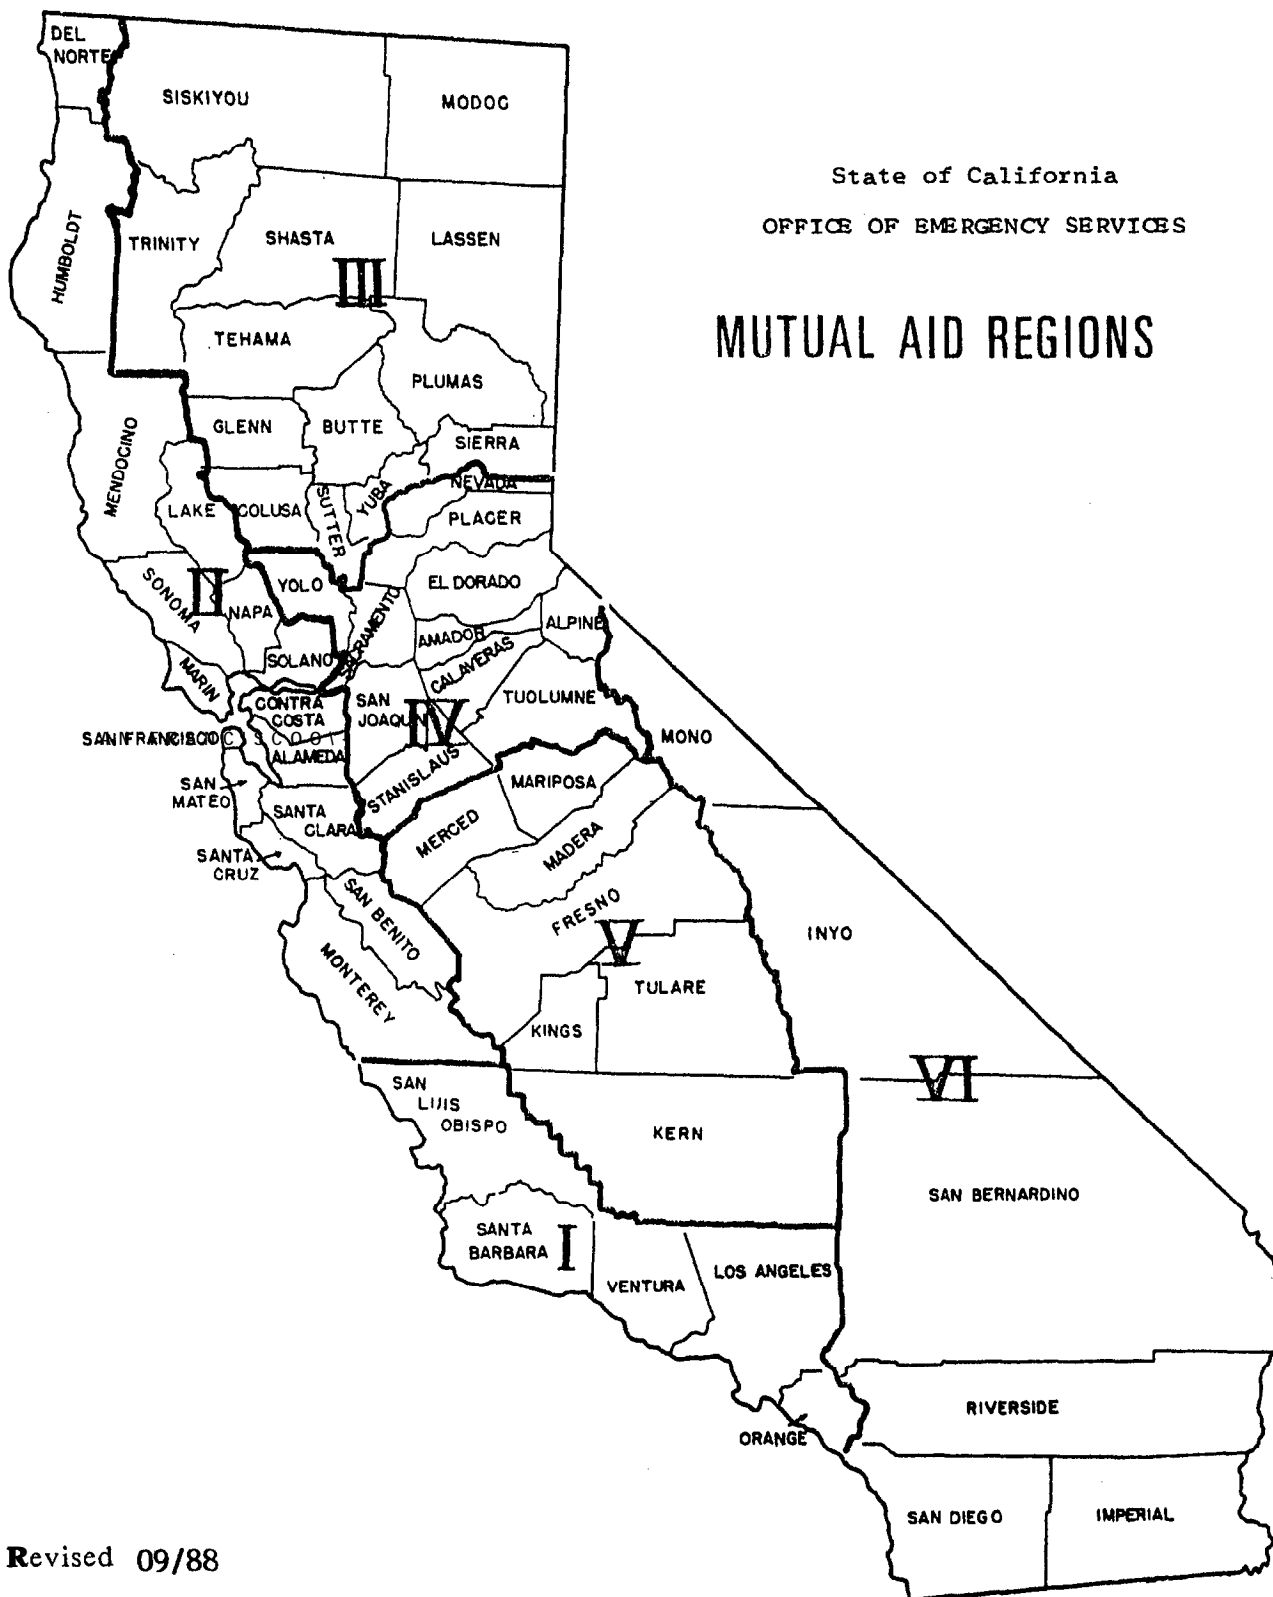 DEL
NORTE
SISKIYOU
MODOC
State of California
OFFICE OF EMERGENCY SERVICES
MUTUAL AID REGIONS
HUMBOLDT
TRINITY
SHASTA
LASSEN
III
TEHAMA
PLUMAS
MENDOCINO
GLENN
BUTTE
SIERRA
LAKE
COLUSA
SUTTER
YUBA
NEVADA
PLACER
SONOMA
II
NAPA
YOLO
SACRAMENTO
EL DORADO
AMADOR
ALPINE
MARIN
SOLANO
CALAVERAS
CONTRA
COSTA
SAN
JOAQUIN
IV
TUOLUMNE
MONO
SAN FRANCISCO
ALAMEDA
STANISLAUS
SAN
MATEO
MARIPOSA
SANTA
CLARA
MERCED
MADERA
SANTA
CRUZ
SAN BENITO
FRESNO
V
INYO
MONTEREY
TULARE
KINGS
VI
SAN
LUIS
OBISPO
KERN
SAN BERNARDINO
SANTA
BARBARA
I
VENTURA
LOS ANGELES
RIVERSIDE
ORANGE
SAN DIEGO
IMPERIAL
Revised 09/88